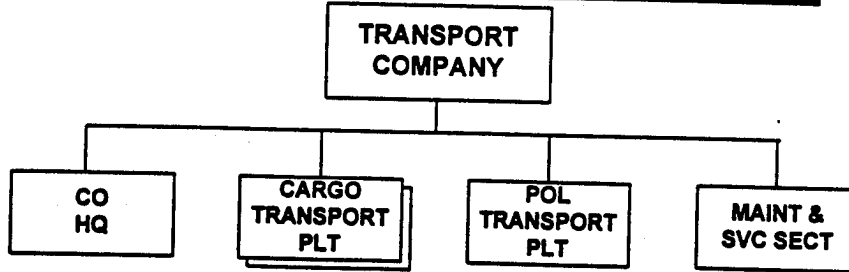 TRANSPORT
COMPANY
CO
HQ
CARGO
TRANSPORT
PLT
POL
TRANSPORT
PLT
MAINT &
SVC SECT